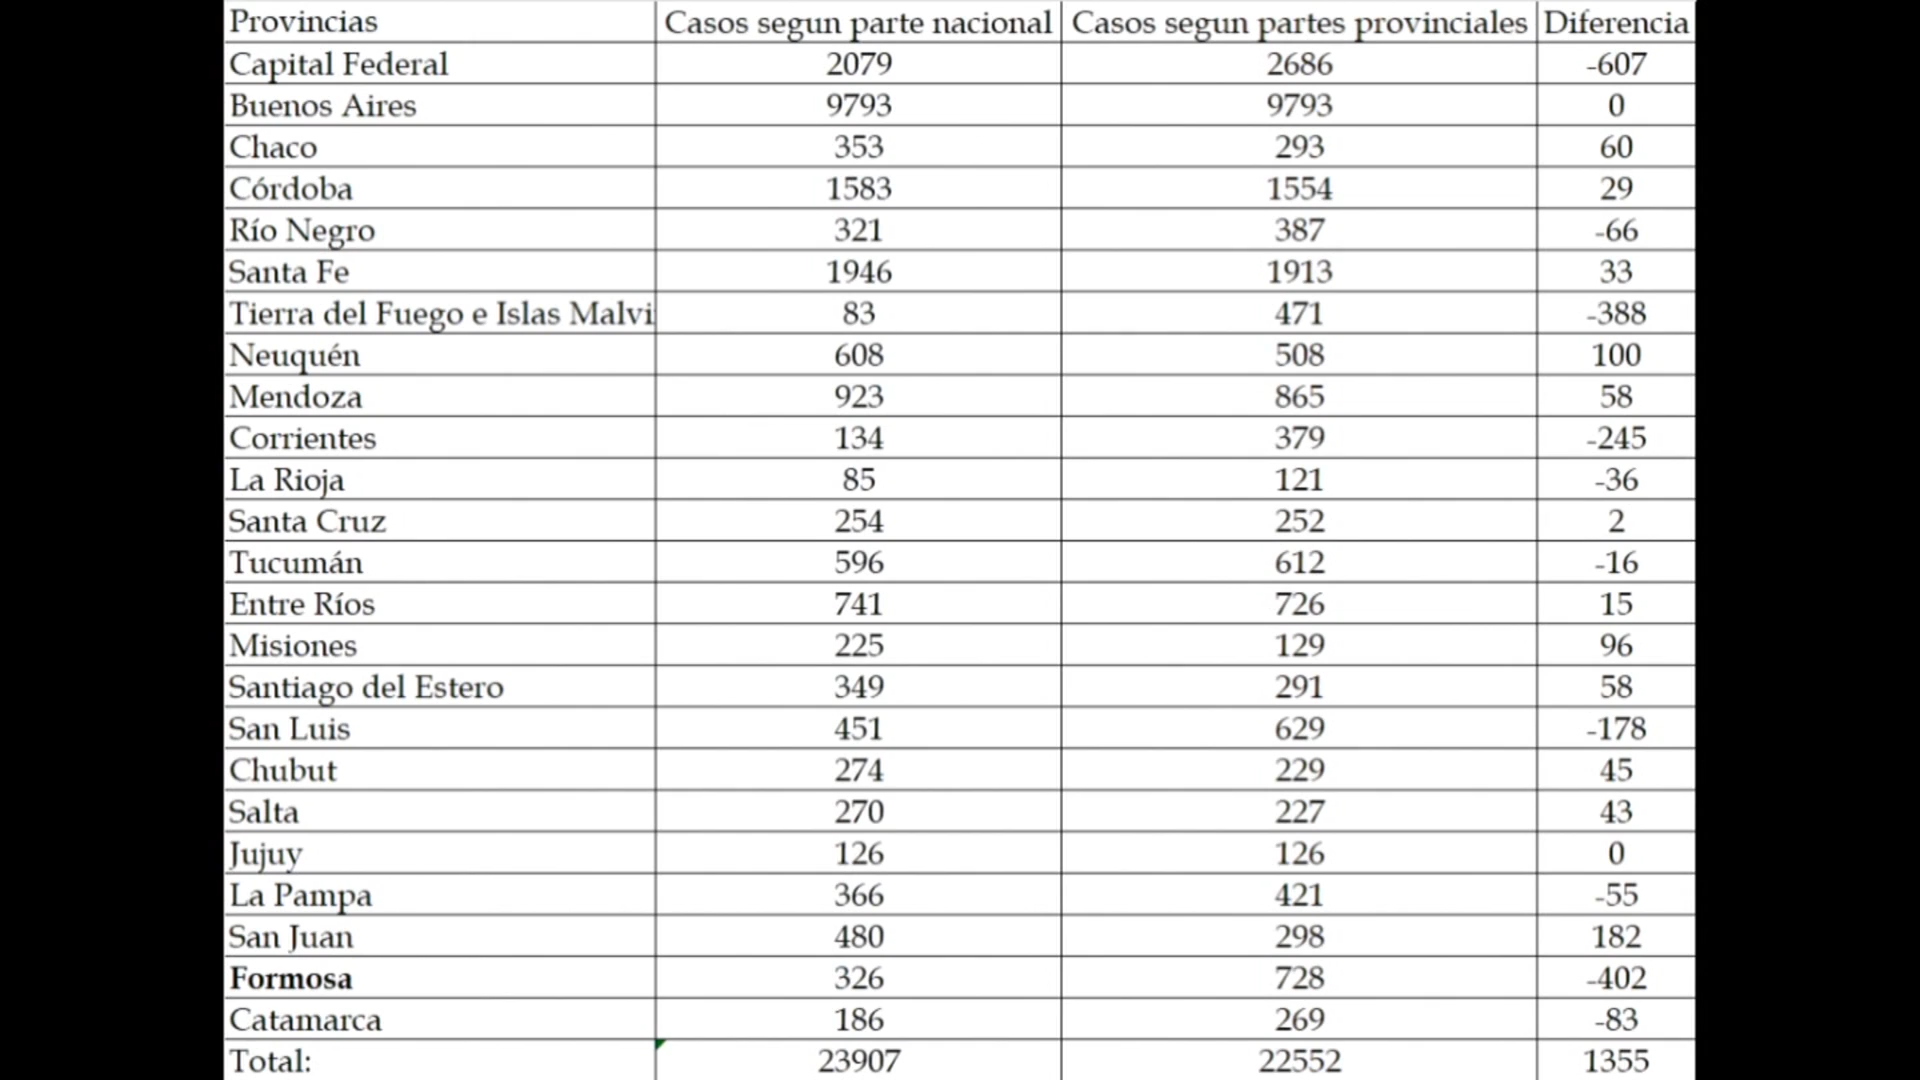 Provincias Casos segun parte nacional Casos segun partes provinciales Diferencia
Capital Federal 2079 2686 -607
Buenos Aires 9793 9793 0
Chaco 353 293 60
Córdoba 1583 1554 29
Río Negro 321 387 -66
Santa Fe 1946 1913 33
Tierra del Fuego e Islas Malvi 83 471 -388
Neuquén 608 508 100
Mendoza 923 865 58
Corrientes 134 379 -245
La Rioja 85 121 -36
Santa Cruz 254 252 2
Tucumán 596 612 -16
Entre Ríos 741 726 15
Misiones 225 129 96
Santiago del Estero 349 291 58
San Luis 451 629 -178
Chubut 274 229 45
Salta 270 227 43
Jujuy 126 126 0
La Pampa 366 421 -55
San Juan 480 298 182
Formosa 326 728 -402
Catamarca 186 269 -83
Total: 23907 22552 1355